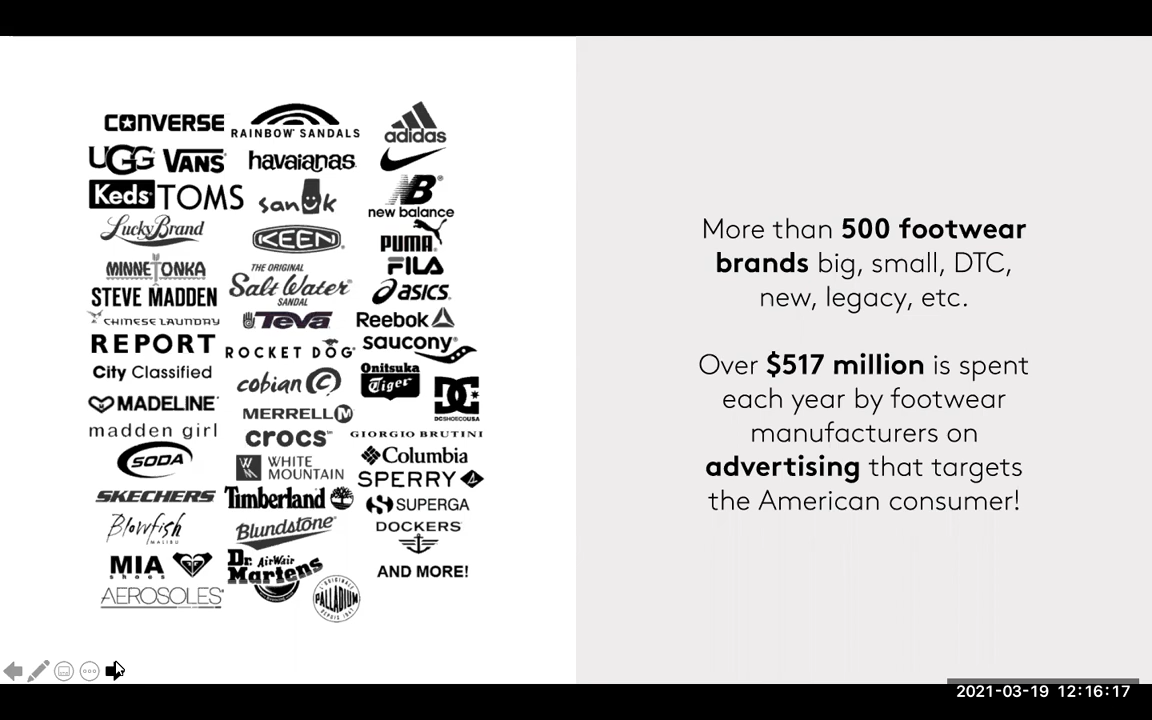 CONVERSE
RAINBOW® SANDALS
adidas
UGG
VANS
havaianas
Keds
TOMS
sanuk
new balance
Lucky Brand
KEEN
PUMA
MINNETONKA
THE ORIGINAL
Salt Water
SANDAL
FILA
STEVE MADDEN
asics
CHINESE LAUNDRY
Teva
Reebok
REPORT
ROCKET DOG
saucony
City Classified
cobian
Onitsuka
Tiger
DC
DCSHOECOUSA
MADELINE
MERRELL
madden girl
crocs™
GIORGIO BRUTINI
SODA
WHITE
MOUNTAIN
Columbia
SPERRY
SKECHERS
Timberland
SUPERGA
Blowfish
MALIBU
Blundstone
DOCKERS
MIA
shoes
Dr. AirWair
Martens
AND MORE!
AEROSOLES
PALLADIUM
More than 500 footwear
brands big, small, DTC,
new, legacy, etc.
Over $517 million is spent
each year by footwear
manufacturers on
advertising that targets
the American consumer!
2021-03-19 12:16:17